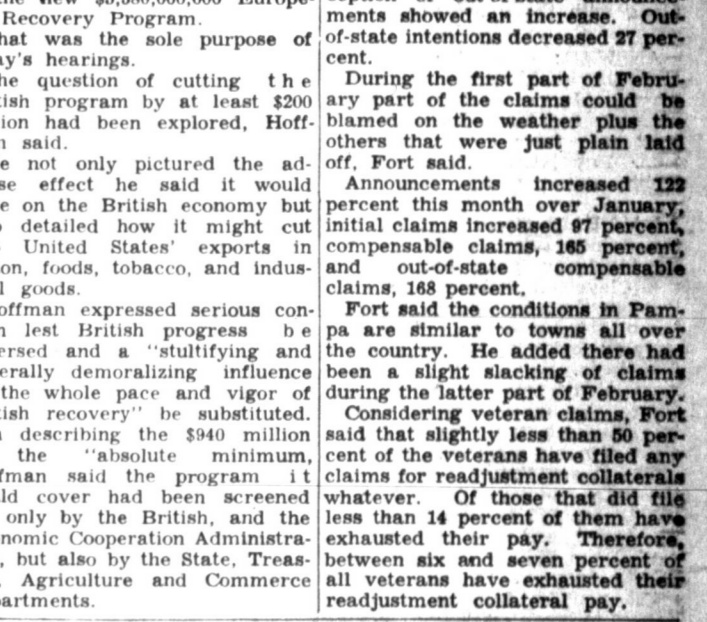 Recovery Program.
hat was the sole purpose of
ay's hearings.
he question of cutting the
ish program by at least $200
ion had been explored, Hoff-
n said.
e not only pictured the ad-
se effect he said it would
e on the British economy but
o detailed how it might cut
United States' exports in
on, foods, tobacco, and indus-
l goods.
offman expressed serious con-
n lest British progress be
ersed and a "stultifying and
erally demoralizing influence
the whole pace and vigor of
ish recovery" be substituted.
n describing the $940 million
the "absolute minimum,
fman said the program it
ld cover had been screened
only by the British, and the
nomic Cooperation Administra-
, but also by the State, Treas-
, Agriculture and Commerce
artments.
ments showed an increase. Out-
of-state intentions decreased 27 per-
cent.
During the first part of Febru-
ary part of the claims could be
blamed on the weather plus the
others that were just plain laid
off, Fort said.
Announcements increased 122
percent this month over January,
initial claims increased 97 percent,
compensable claims, 165 percent,
and out-of-state compensable
claims, 168 percent.
Fort said the conditions in Pam-
pa are similar to towns all over
the country. He added there had
been a slight slacking of claims
during the latter part of February.
Considering veteran claims, Fort
said that slightly less than 50 per-
cent of the veterans have filed any
claims for readjustment collaterals
whatever. Of those that did file
less than 14 percent of them have
exhausted their pay. Therefore,
between six and seven percent of
all veterans have exhausted their
readjustment collateral pay.